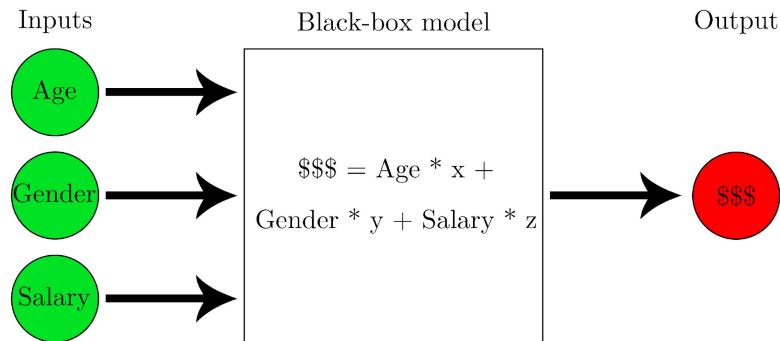 Inputs
Black-box model
Output
Age
Gender
Salary
$$$ = Age * x +
Gender * y + Salary * z
$$$